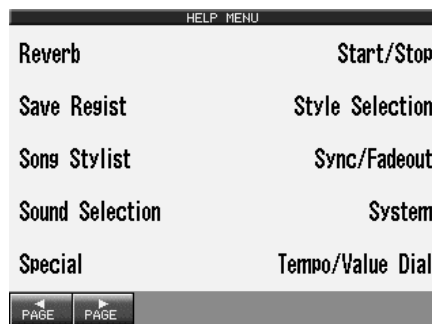 HELP MENU
Reverb Start/Stop
Save Regist Style Selection
Song Stylist Sync/Fadeout
Sound Selection System
Special Tempo/Value Dial
PAGE PAGE